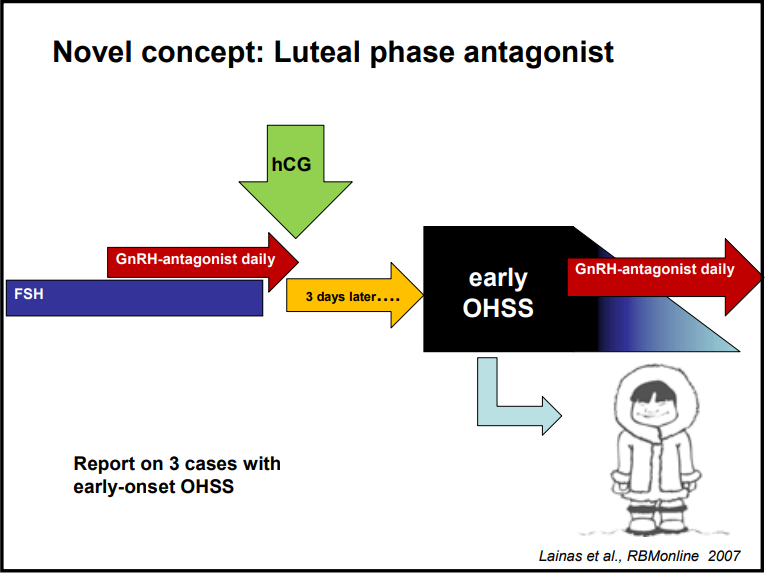 Novel concept: Luteal phase antagonist
hCG
GnRH-antagonist daily
FSH
3 days later....
early
OHSS
GnRH-antagonist daily
Report on 3 cases with
early-onset OHSS
Lainas et al., RBMonline 2007